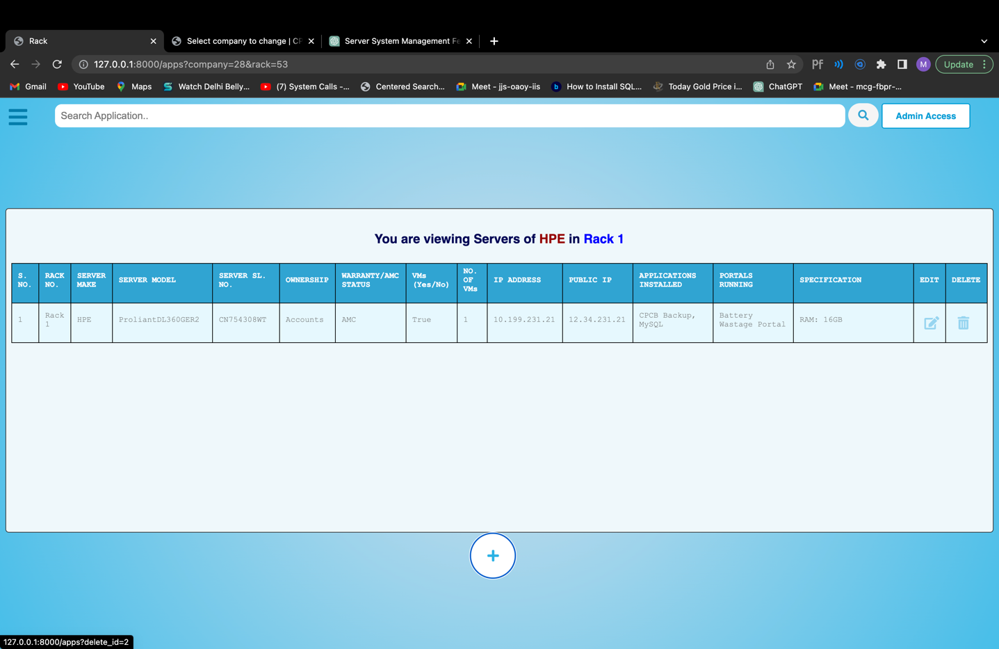 Rack
Select company to change | CP
Server System Management Fe
127.0.0.1:8000/apps?company=28&rack=53
Pf
M
Update
Gmail
YouTube
Maps
Watch Delhi Belly...
(7) System Calls -...
Centered Search...
Meet - jjs-oaoy-iis
b
How to Install SQL...
Today Gold Price i...
ChatGPT
Meet - mcg-fbpr-...
Search Application..
Admin Access
You are viewing Servers of HPE in Rack 1
S. NO.
RACK NO.
SERVER MAKE
SERVER MODEL
SERVER SL. NO.
OWNERSHIP
WARRANTY/AMC STATUS
VMs (Yes/No)
NO. OF VMs
IP ADDRESS
PUBLIC IP
APPLICATIONS INSTALLED
PORTALS RUNNING
SPECIFICATION
EDIT
DELETE
1
Rack 1
HPE
ProliantDL360GER2
CN754308WT
Accounts
AMC
True
1
10.199.231.21
12.34.231.21
CPCB Backup, MySQL
Battery Wastage Portal
RAM: 16GB
127.0.0.1:8000/apps?delete_id=2